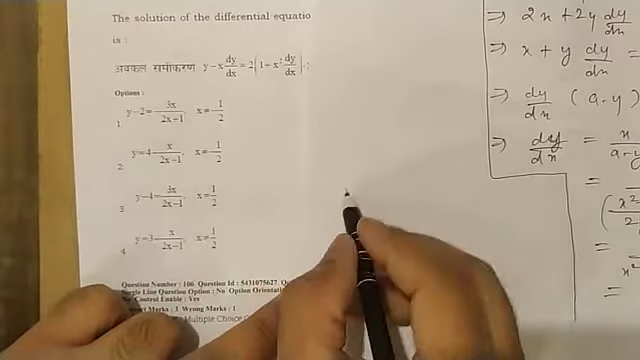 The solution of the differential equatio
is :
अवकल समीकरण y−x dy/dx = 2(1−x² dy/dx) :
Options :
1. y−2= 3x/2x−1, x≠ 1/2
2. y=4− x/2x−1, x≠ 1/2
3. y−4= 3x/2x−1, x= 1/2
4. y=3− x/2x−1, x= 1/2
Question Number : 106 Question Id : 5431075627
Single Line Question Option : No Option Orientati
Control Enable : Yes
Marks : 3 Wrong Marks : 1
Multiple Choice
⇒ 2x + 2y dy/dx
⇒ x + y dy/dx =
⇒ dy/dx (a-y)
⇒ dy/dx = x/a-y
=
(x²/2
= x²
=